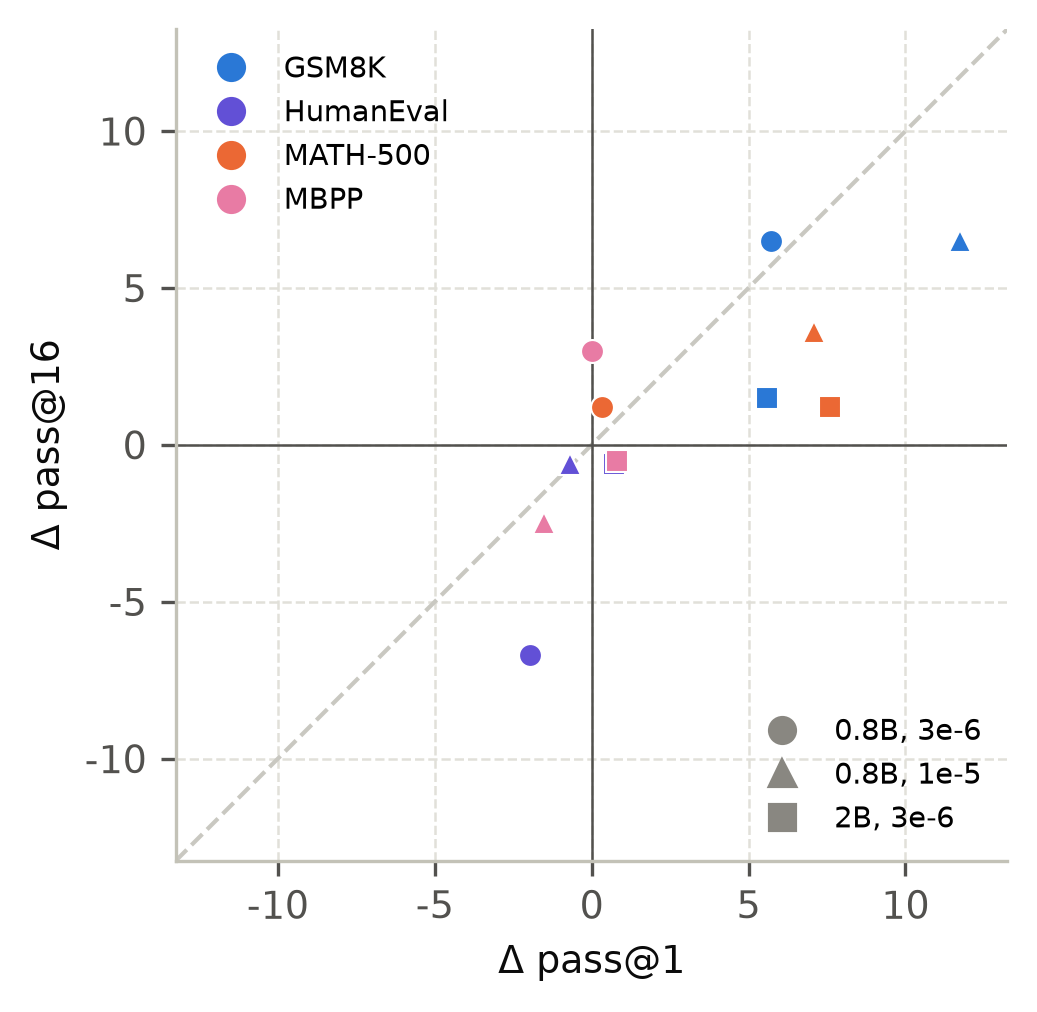 GSM8K
HumanEval
MATH-500
MBPP
10
5
0
-5
-10
Δ pass@16
0.8B, 3e-6
0.8B, 1e-5
2B, 3e-6
-10
-5
0
5
10
Δ pass@1